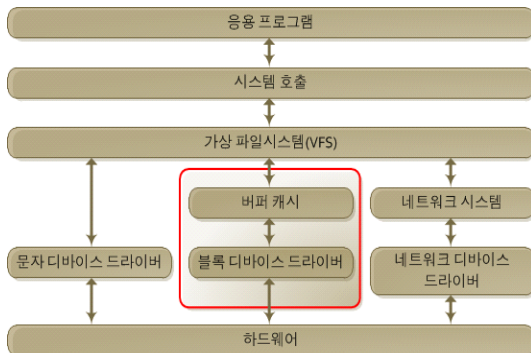 응용 프로그램
시스템 호출
가상 파일시스템(VFS)
버퍼 캐시
네트워크 시스템
문자 디바이스 드라이버
블록 디바이스 드라이버
네트워크 디바이스
드라이버
하드웨어